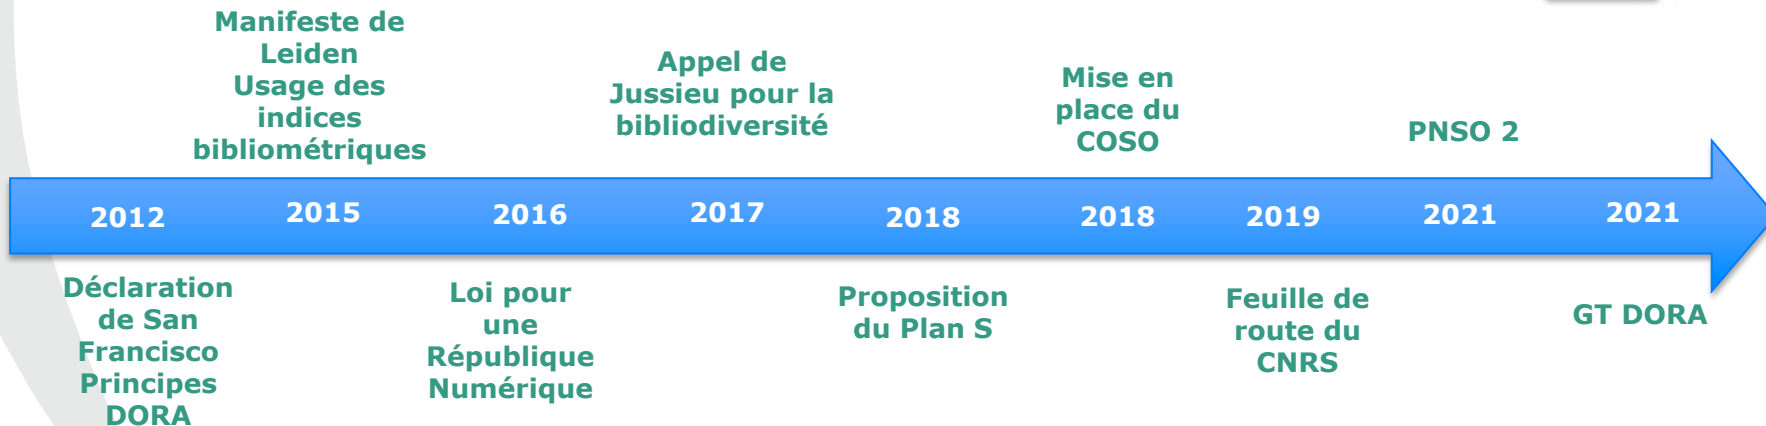 Manifeste de
Leiden
Usage des
indices
bibliométriques
Appel de
Jussieu pour la
bibliodiversité
Mise en
place du
COSO
PNSO 2
2012
2015
2016
2017
2018
2018
2019
2021
2021
Déclaration
de San
Francisco
Principes
DORA
Loi pour
une
République
Numérique
Proposition
du Plan S
Feuille de
route du
CNRS
GT DORA